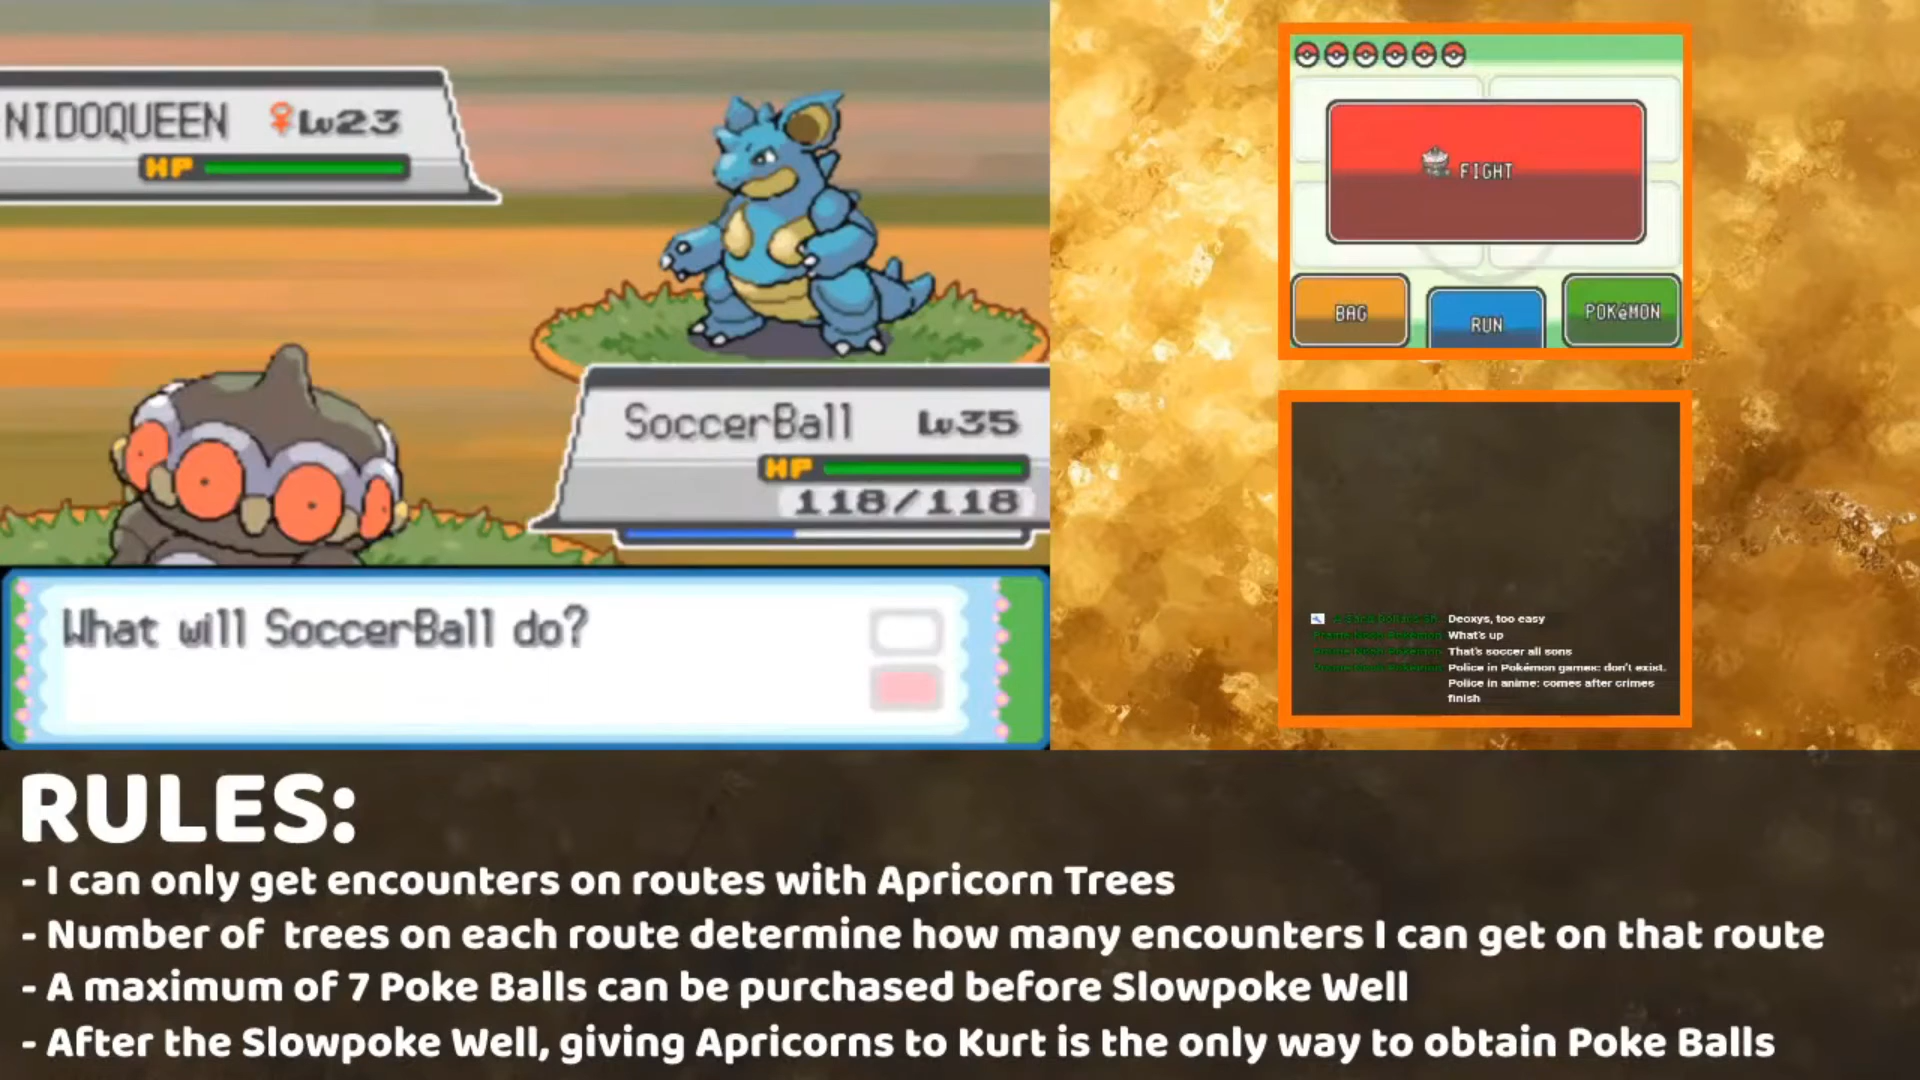 NIDOQUEEN ♀Lv23
HP
SoccerBall Lv35
HP
118/118
What will SoccerBall do?
FIGHT
BAG
RUN
POKéMON
Deoxys, too easy
What's up
That's soccer all sons
Police in Pokémon games: don't exist.
Police in anime: comes after crimes
finish
RULES:
- I can only get encounters on routes with Apricorn Trees
- Number of trees on each route determine how many encounters I can get on that route
- A maximum of 7 Poke Balls can be purchased before Slowpoke Well
- After the Slowpoke Well, giving Apricorns to Kurt is the only way to obtain Poke Balls